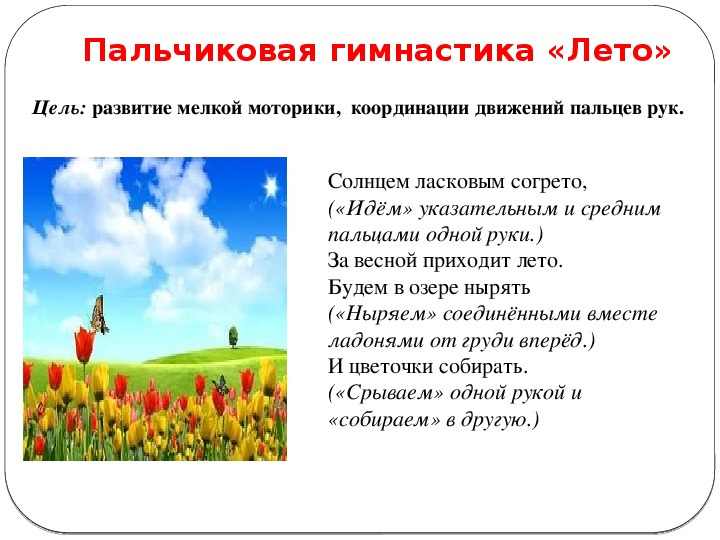 Пальчиковая гимнастика «Лето»
Цель: развитие мелкой моторики, координации движений пальцев рук.
Солнцем ласковым согрето,
(«Идём» указательным и средним
пальцами одной руки.)
За весной приходит лето.
Будем в озере нырять
(«Ныряем» соединёнными вместе
ладонями от груди вперёд.)
И цветочки собирать.
(«Срываем» одной рукой и
«собираем» в другую.)